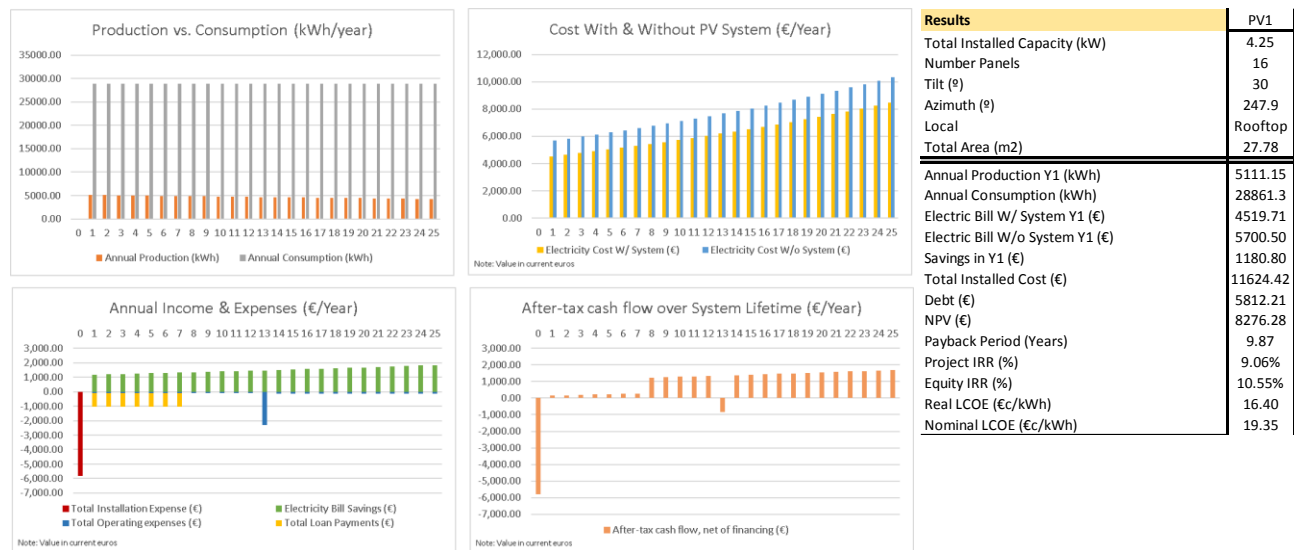 Production vs. Consumption (kWh/year)
35000.00
30000.00
25000.00
20000.00
15000.00
10000.00
5000.00
0.00
0 1 2 3 4 5 6 7 8 9 10 11 12 13 14 15 16 17 18 19 20 21 22 23 24 25
Annual Production (kWh) Annual Consumption (kWh)
Cost With & Without PV System (€/Year)
12,000.00
10,000.00
8,000.00
6,000.00
4,000.00
2,000.00
0.00
0 1 2 3 4 5 6 7 8 9 10 11 12 13 14 15 16 17 18 19 20 21 22 23 24 25
Electricity Cost W/ System (€) Electricity Cost W/o System (€)
Note: Value in current euros
Annual Income & Expenses (€/Year)
0 1 2 3 4 5 6 7 8 9 10 11 12 13 14 15 16 17 18 19 20 21 22 23 24 25
3,000.00
2,000.00
1,000.00
0.00
-1,000.00
-2,000.00
-3,000.00
-4,000.00
-5,000.00
-6,000.00
-7,000.00
Total Installation Expense (€) Electricity Bill Savings (€)
Total Operating expenses (€) Total Loan Payments (€)
Note: Value in current euros
After-tax cash flow over System Lifetime (€)
0 1 2 3 4 5 6 7 8 9 10 11 12 13 14 15 16 17 18 19 20 21 22 23 24 25
3,000.00
2,000.00
1,000.00
0.00
-1,000.00
-2,000.00
-3,000.00
-4,000.00
-5,000.00
-6,000.00
-7,000.00
After-tax cash flow, net of financing (€)
Note: Value in current euros
Results PV1
Total Installed Capacity (kW) 4.25
Number Panels 16
Tilt (º) 30
Azimuth (º) 247.9
Local Rooftop
Total Area (m2) 27.78
Annual Production Y1 (kWh) 5111.15
Annual Consumption (kWh) 28861.3
Electric Bill W/ System Y1 (€) 4519.71
Electric Bill W/o System Y1 (€) 5700.50
Savings in Y1 (€) 1180.80
Total Installed Cost (€) 11624.42
Debt (€) 5812.21
NPV (€) 8276.28
Payback Period (Years) 9.87
Project IRR (%) 9.06%
Equity IRR (%) 10.55%
Real LCOE (€c/kWh) 16.40
Nominal LCOE (€c/kWh) 19.35